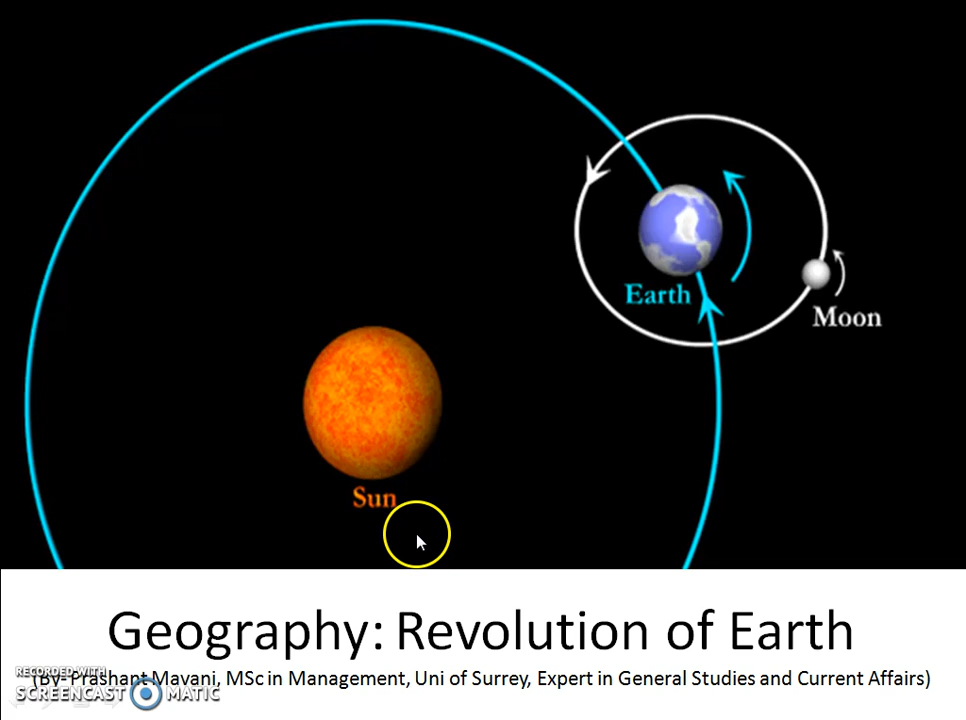 Earth
Moon
Sun
Geography: Revolution of Earth
(By-Prashant Mavani, MSc in Management, Uni of Surrey, Expert in General Studies and Current Affairs)
RECORDED WITH
SCREENCAST MATIC